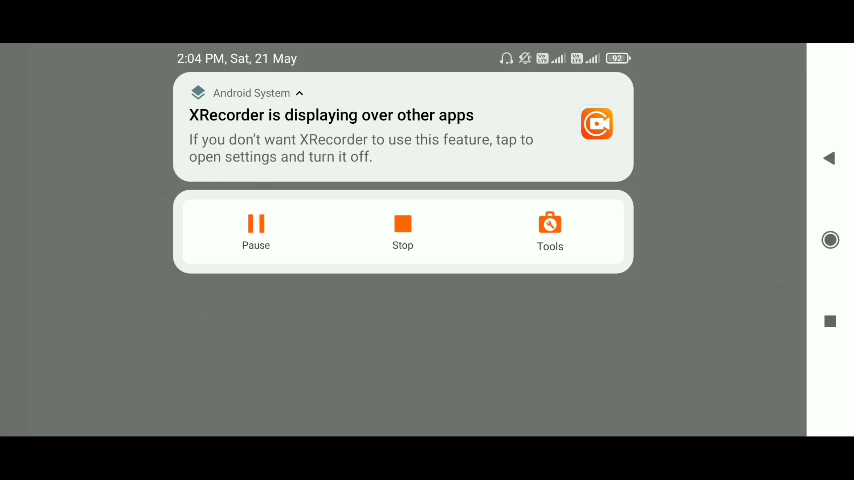 2:04 PM, Sat, 21 May
92
Android System
XRecorder is displaying over other apps
If you don't want XRecorder to use this feature, tap to
open settings and turn it off.
Pause
Stop
Tools